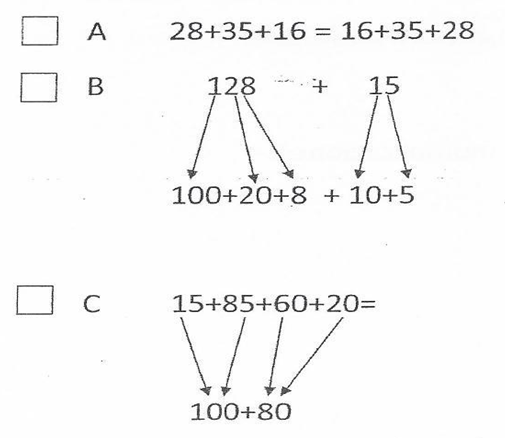 A 28+35+16 = 16+35+28
B 128 + 15
100+20+8 + 10+5
C 15+85+60+20=
100+80